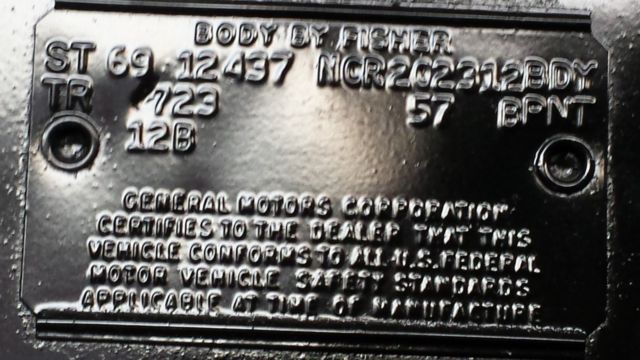 BODY BY FISHER
ST 69 12437 NCR202312BDY
TR 723 57 BPNT
12B
GENERAL MOTORS CORPORATION
CERTIFIES TO THE DEALER THAT THIS
VEHICLE CONFORMS TO ALL U.S. FEDERAL
MOTOR VEHICLE SAFETY STANDARDS
APPLICABLE AT TIME OF MANUFACTURE